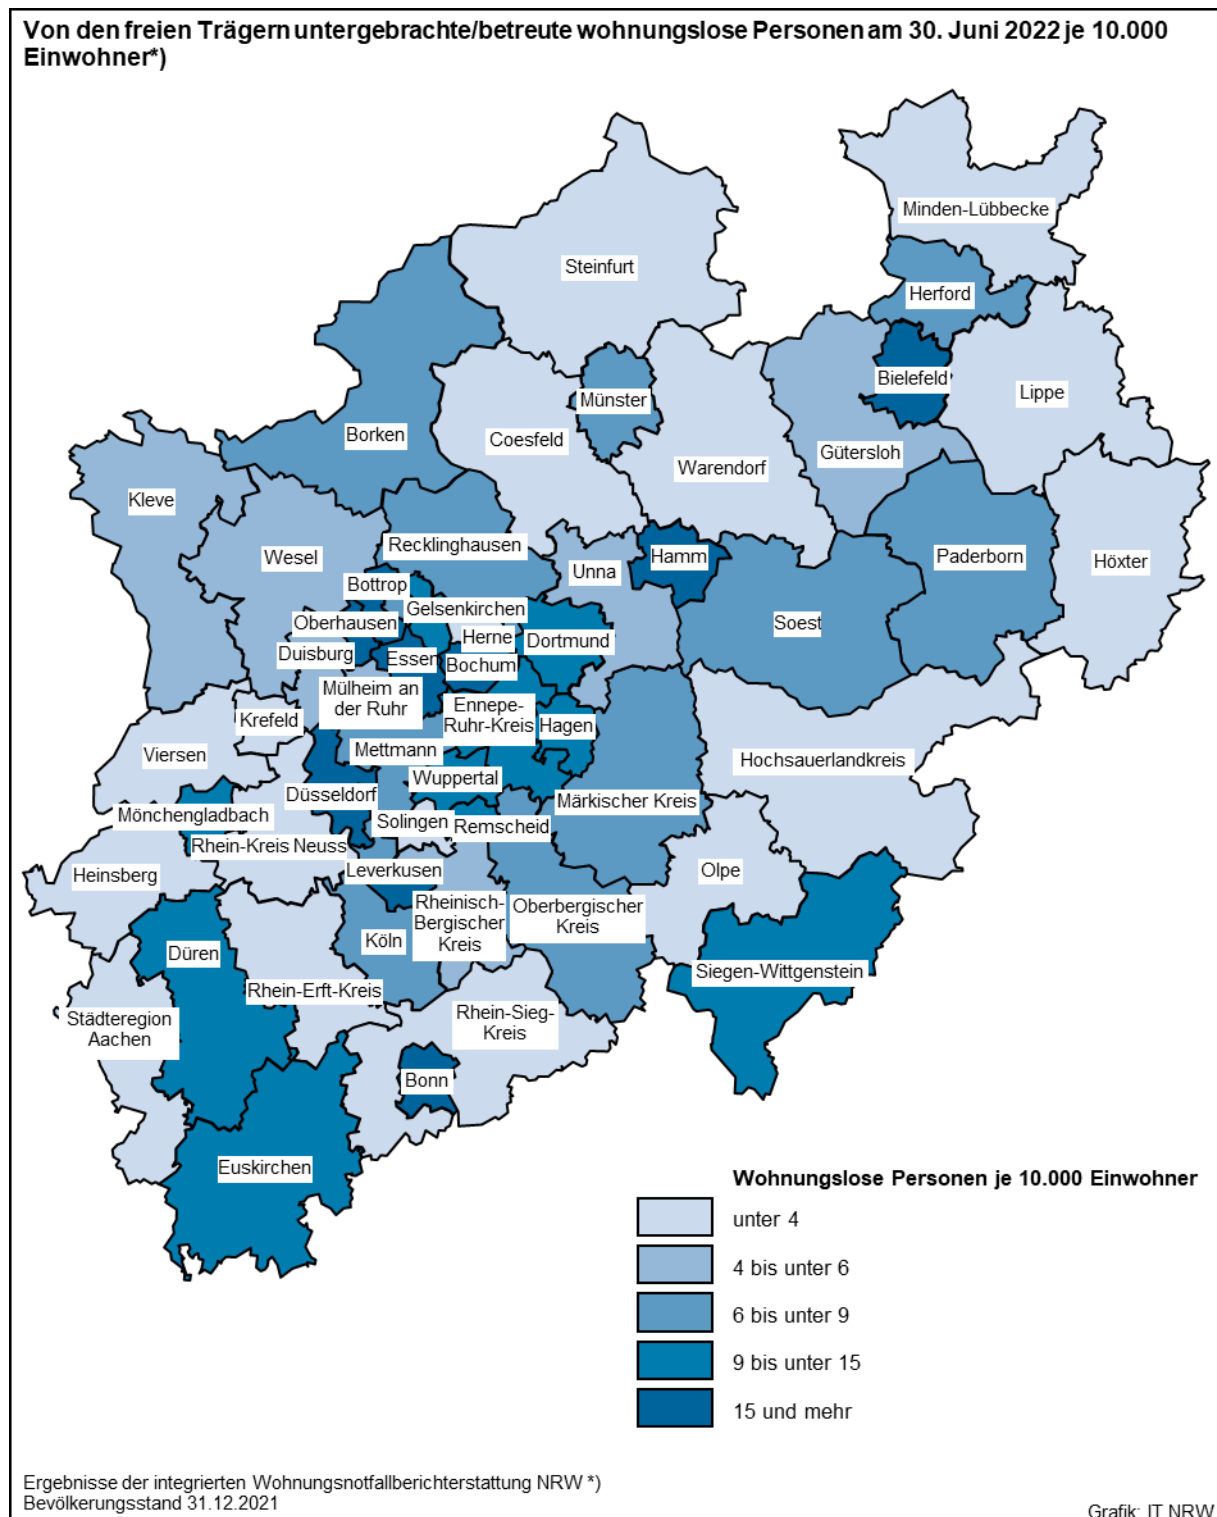 Von den freien Trägern untergebrachte/betreute wohnungslose Personen am 30. Juni 2022 je 10.000
Einwohner*)
Minden-Lübbecke
Steinfurt
Herford
Bielefeld
Lippe
Münster
Borken
Coesfeld
Warendorf
Gütersloh
Kleve
Wesel
Recklinghausen
Unna
Hamm
Paderborn
Höxter
Bottrop
Gelsenkirchen
Oberhausen
Herne
Dortmund
Soest
Duisburg
Essen
Bochum
Mülheim an
der Ruhr
Ennepe-
Ruhr-Kreis
Hagen
Krefeld
Viersen
Mettmann
Hochsauerlandkreis
Wuppertal
Düsseldorf
Märkischer Kreis
Mönchengladbach
Solingen
Remscheid
Rhein-Kreis Neuss
Heinsberg
Leverkusen
Olpe
Rheinisch-
Bergischer
Kreis
Oberbergischer
Kreis
Köln
Düren
Siegen-Wittgenstein
Rhein-Erft-Kreis
Rhein-Sieg-
Kreis
Städteregion
Aachen
Bonn
Euskirchen
Wohnungslose Personen je 10.000 Einwohner
unter 4
4 bis unter 6
6 bis unter 9
9 bis unter 15
15 und mehr
Ergebnisse der integrierten Wohnungsnotfallberichterstattung NRW *)
Bevölkerungsstand 31.12.2021
Grafik: IT NRW